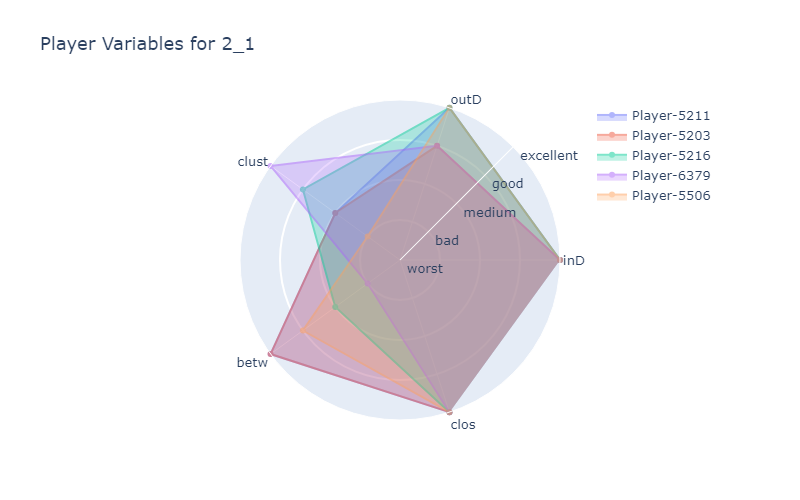 Player Variables for 2_1
outD
clust
excellent
good
medium
bad
worst
inD
betw
clos
Player-5211
Player-5203
Player-5216
Player-6379
Player-5506